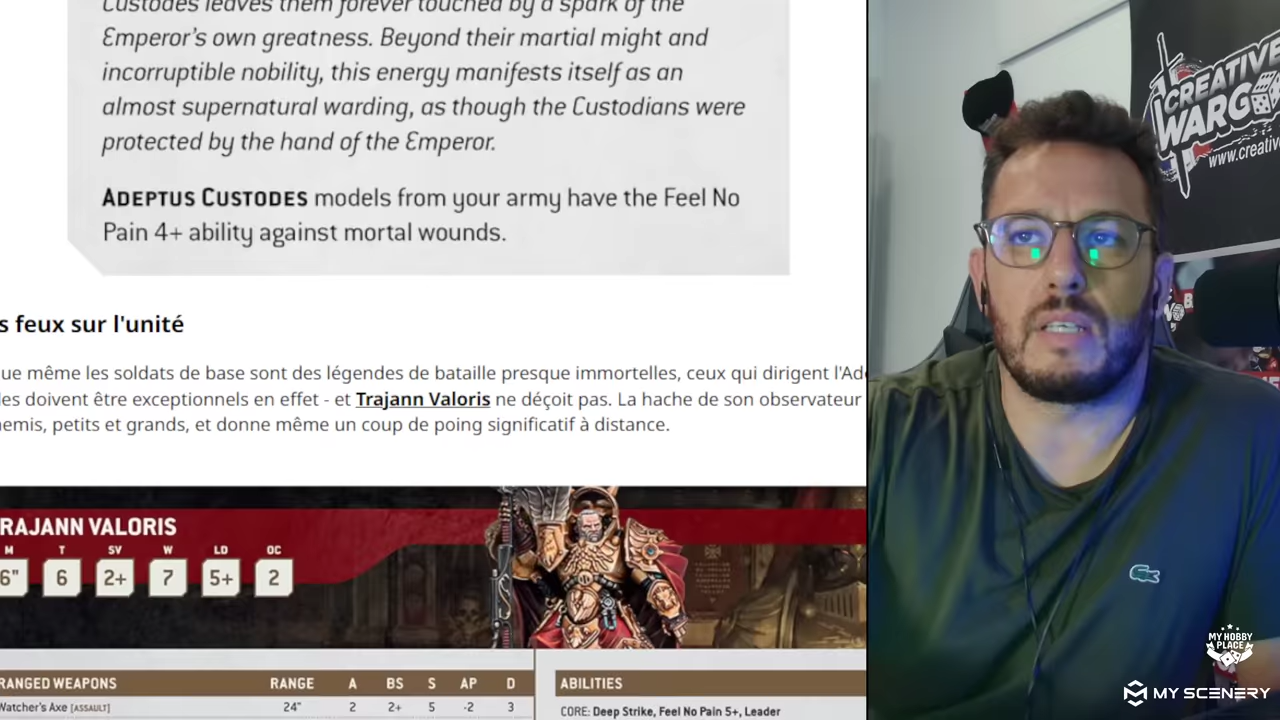 Custodes leaves them forever touched by a spark of the
Emperor's own greatness. Beyond their martial might and
incorruptible nobility, this energy manifests itself as an
almost supernatural warding, as though the Custodians were
protected by the hand of the Emperor.
ADEPTUS CUSTODES models from your army have the Feel No
Pain 4+ ability against mortal wounds.
s feux sur l'unité
ue même les soldats de base sont des légendes de bataille presque immortelles, ceux qui dirigent l'Ad
es doivent être exceptionnels en effet - et Trajann Valoris ne déçoit pas. La hache de son observateur
nemis, petits et grands, et donne même un coup de poing significatif à distance.
RAJANN VALORIS
M T SV W LD OC
6" 6 2+ 7 5+ 2
RANGED WEAPONS RANGE A BS S AP D
Watcher's Axe [ASSAULT] 24" 2 2+ 5 -2 3
ABILITIES
CORE: Deep Strike, Feel No Pain 5+, Leader
CREATIVE
WARG
www.creativ
MY HOBBY
PLACE
MY SCENERY